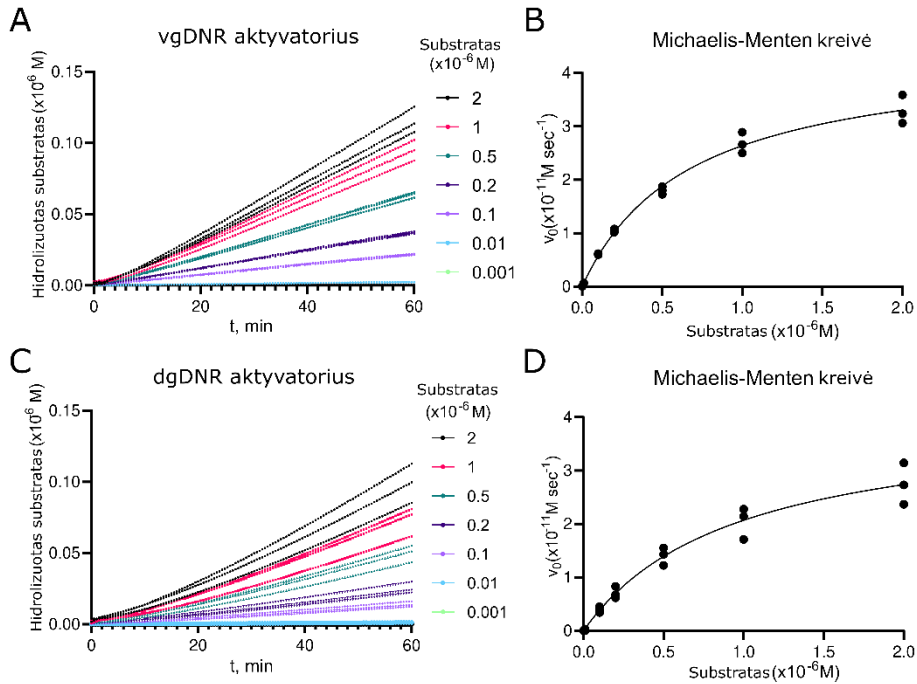 A
vgDNR aktyvatorius
Substratas
(x10⁻⁶ M)
Hidrolizuotas substratas (x10⁶ M)
0.15
0.10
0.05
0.00
0
20
40
60
t, min
2
1
0.5
0.2
0.1
0.01
0.001
B
Michaelis-Menten kreivė
v₀(x10⁻¹¹M sec⁻¹)
4
3
2
1
0
0.0
0.5
1.0
1.5
2.0
Substratas (x10⁻⁶M)
C
dgDNR aktyvatorius
Substratas
(x10⁻⁶ M)
Hidrolizuotas substratas (x10⁶ M)
0.15
0.10
0.05
0.00
0
20
40
60
t, min
2
1
0.5
0.2
0.1
0.01
0.001
D
Michaelis-Menten kreivė
v₀(x10⁻¹¹M sec⁻¹)
4
3
2
1
0
0.0
0.5
1.0
1.5
2.0
Substratas (x10⁻⁶M)